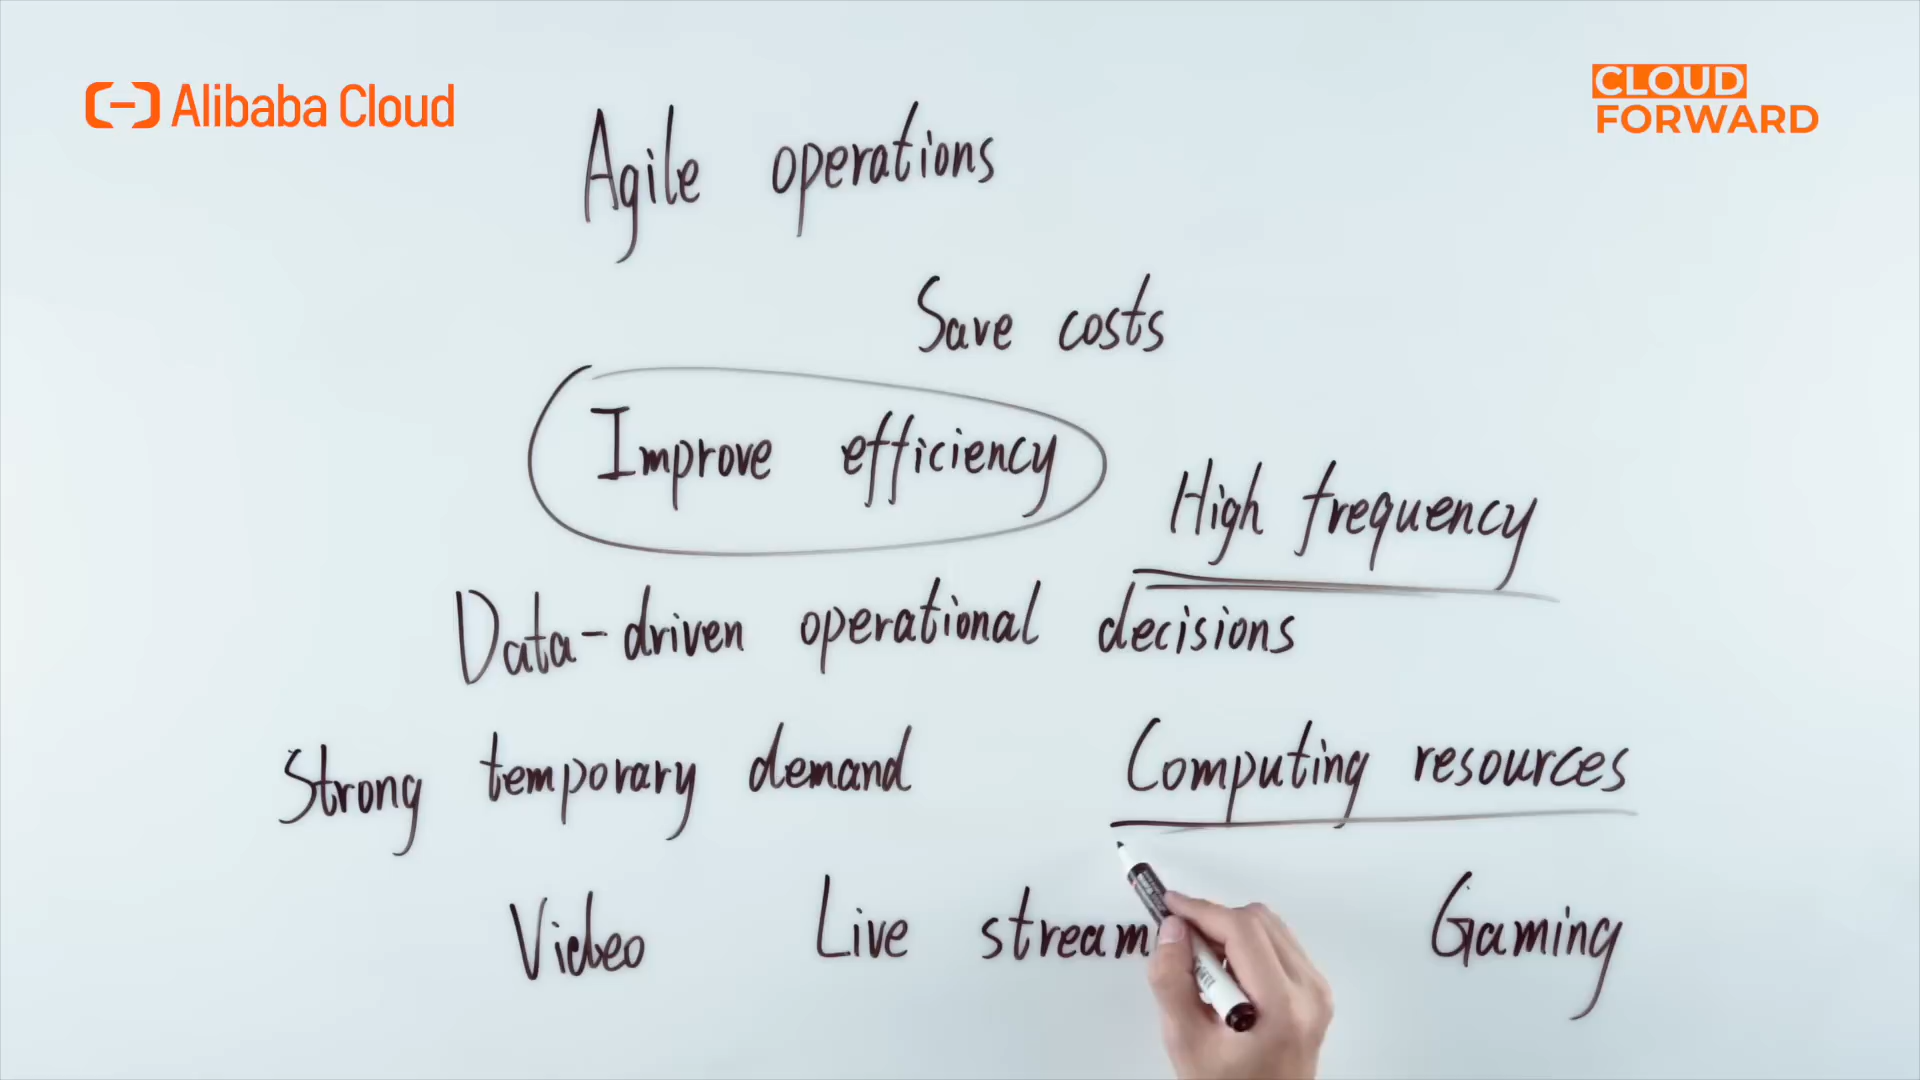 Alibaba Cloud
CLOUD
FORWARD
Agile operations
Save costs
Improve efficiency
High frequency
Data-driven operational decisions
Strong temporary demand
Computing resources
Video
Live stream
Gaming